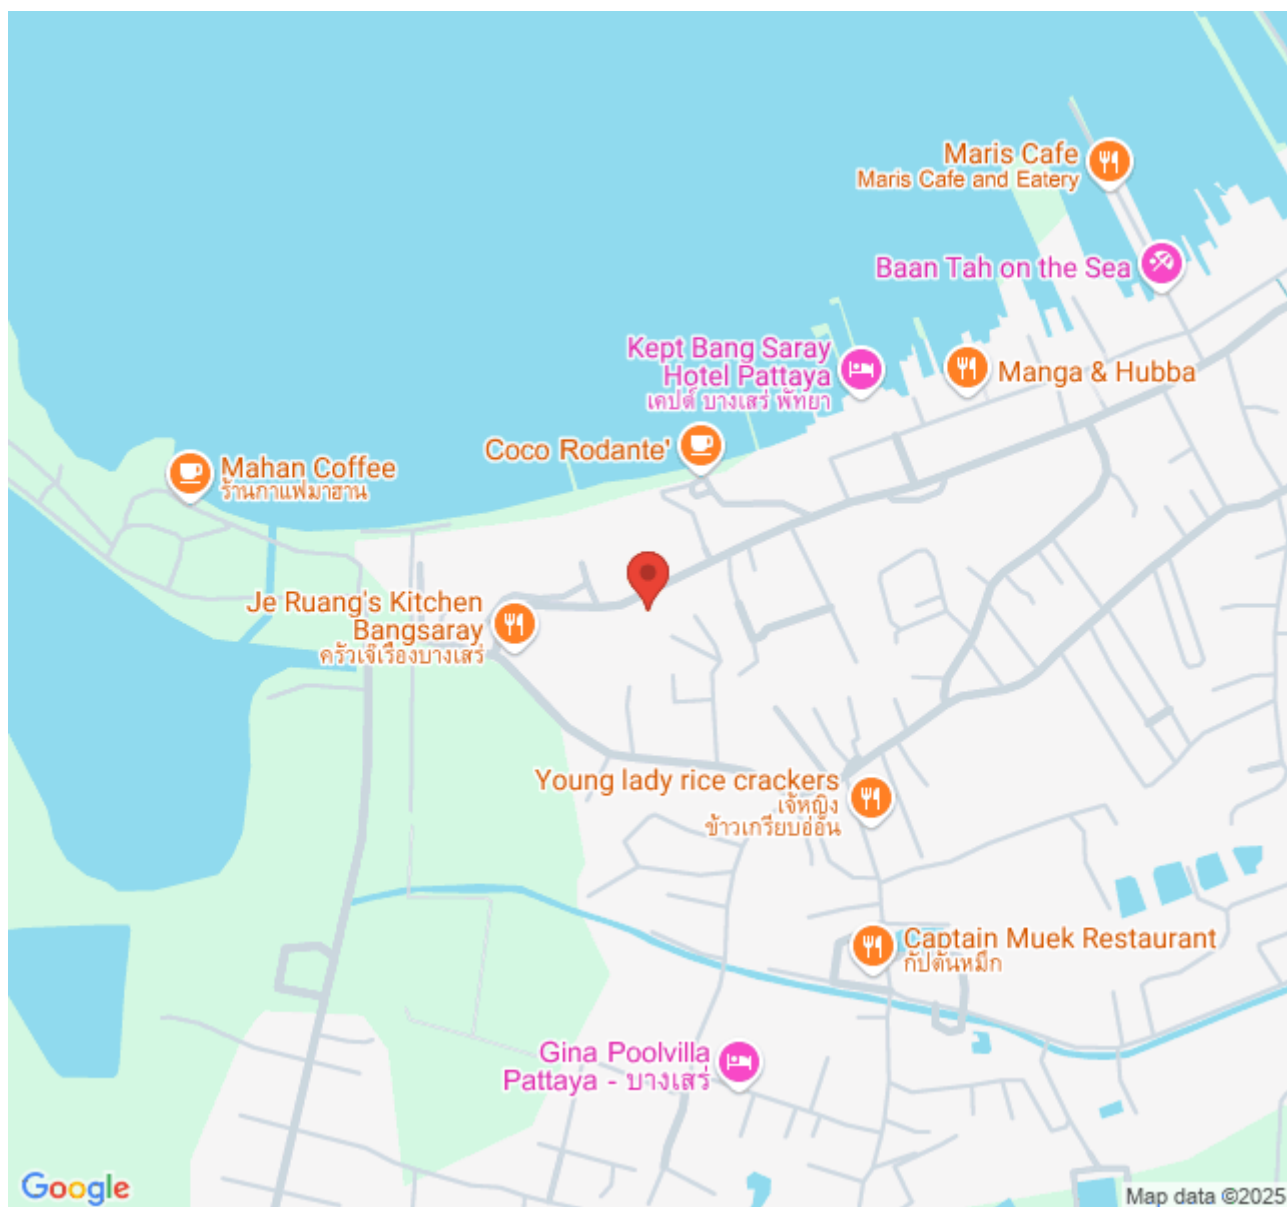 Maris Cafe
Maris Cafe and Eatery
Baan Tah on the Sea
Kept Bang Saray
Hotel Pattaya
เคปต์ บางเสร่ พัทยา
Manga & Hubba
Coco Rodante'
Mahan Coffee
ร้านกาแฟมาฮาน
Je Ruang's Kitchen
Bangsaray
ครัวเจ๊เรืองบางเสร่
Young lady rice crackers
เจ้หญิง
ข้าวเกรียบอ่อน
Captain Muek Restaurant
กัปตันหมึก
Gina Poolvilla
Pattaya - บางเสร่
Google
Map data ©2025